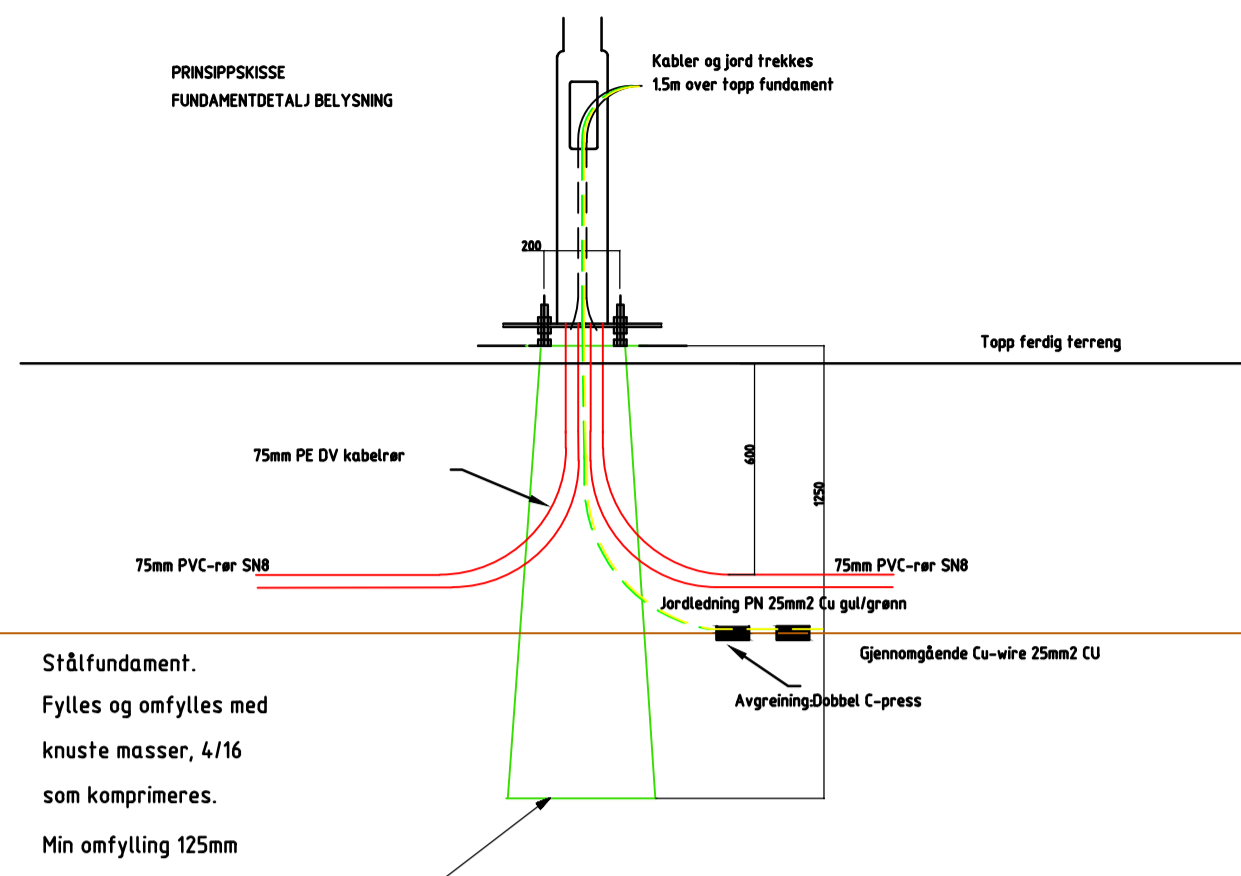 PRINSIPPSKISSE
FUNDAMENTDETALJ BELYSNING
Kabler og jord trekkes
1.5m over topp fundament
200
Topp ferdig terreng
75mm PE DV kabelrør
600
1250
75mm PVC-rør SN8
75mm PVC-rør SN8
Jordledning PN 25mm2 Cu gul/grønn
Gjennomgående Cu-wire 25mm2 CU
Avgreining:Dobbel C-press
Stålfundament.
Fylles og omfylles med
knuste masser, 4/16
som komprimeres.
Min omfylling 125mm